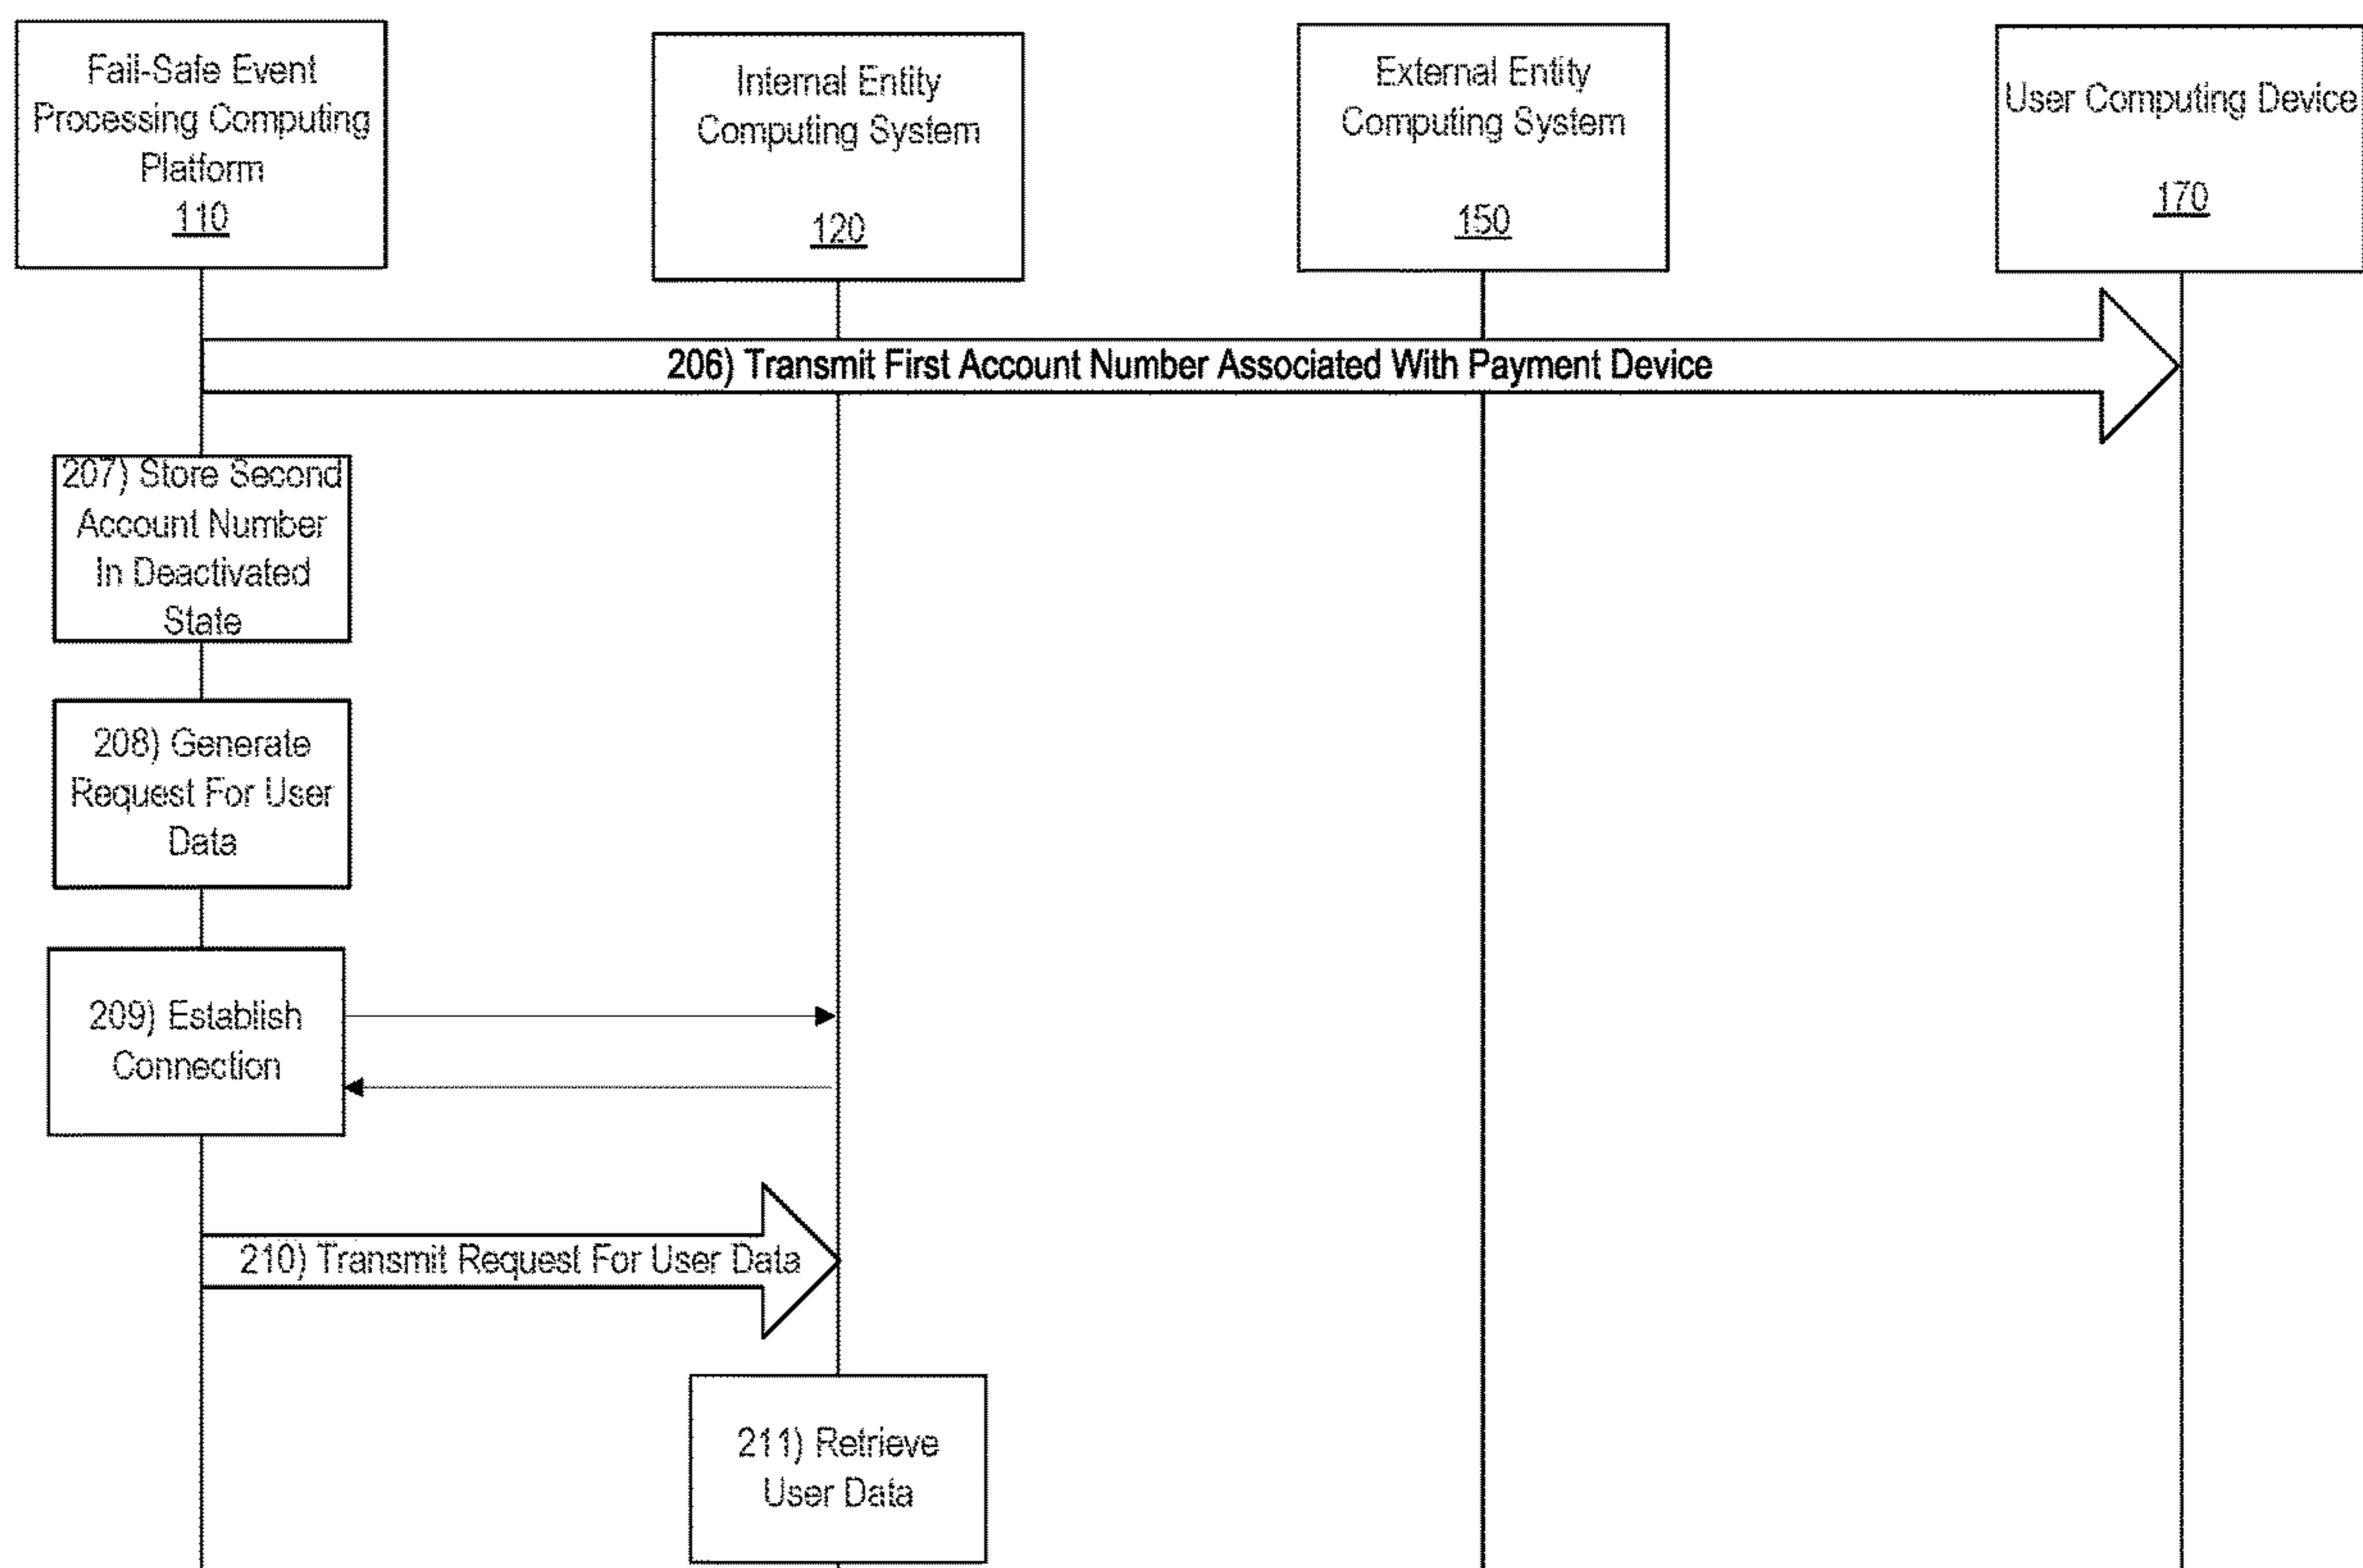 Fail-Safe Event
Processing Computing
Platform
110
Internal Entity
Computing System
120
External Entity
Computing System
150
User Computing Device
170
206) Transmit First Account Number Associated With Payment Device
207) Store Second
Account Number
In Deactivated
State
208) Generate
Request For User
Data
209) Establish
Connection
210) Transmit Request For User Data
211) Retrieve
User Data